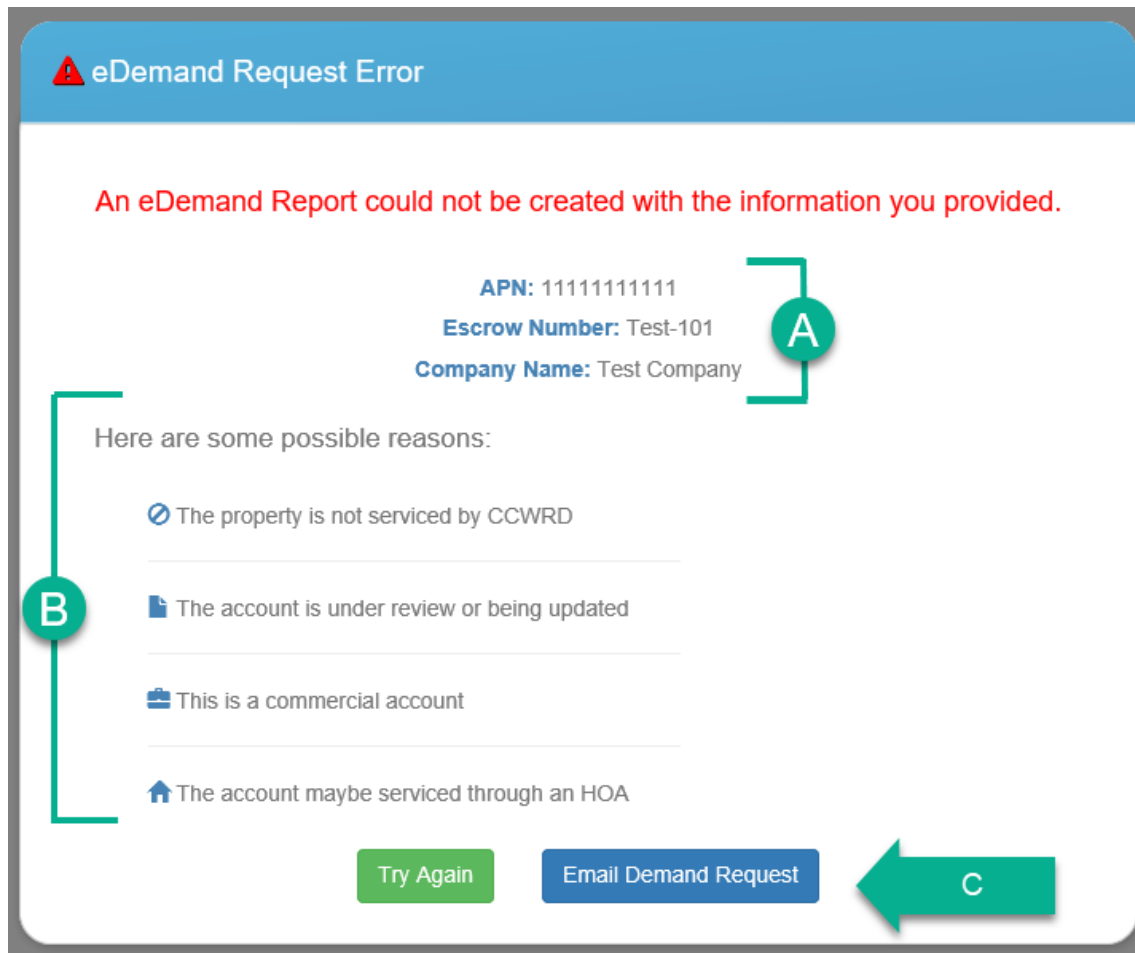 eDemand Request Error
An eDemand Report could not be created with the information you provided.
APN: 11111111111
Escrow Number: Test-101
A
Company Name: Test Company
Here are some possible reasons:
The property is not serviced by CCWRD
B
The account is under review or being updated
This is a commercial account
The account maybe serviced through an HOA
Try Again
Email Demand Request
C